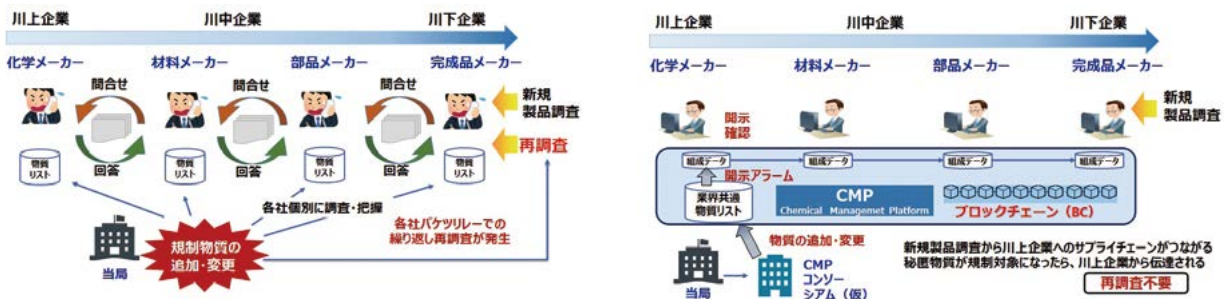 川上企業
川中企業
川下企業
化学メーカー
材料メーカー
部品メーカー
完成品メーカー
問合せ
問合せ
問合せ
新規
製品調査
再調査
回答
回答
回答
物質
リスト
物質
リスト
物質
リスト
物質
リスト
各社個別に調査・把握
各社バケツリレーでの
繰り返し再調査が発生
規制物質の
追加・変更
当局
川上企業
川中企業
川下企業
化学メーカー
材料メーカー
部品メーカー
完成品メーカー
新規
製品調査
開示
確認
組成データ
組成データ
組成データ
組成データ
開示アラーム
業界共通
物質リスト
CMP
Chemical Managemet Platform
ブロックチェーン（BC）
物質の追加・変更
当局
CMP
コンソー
シアム（仮）
新規製品調査から川上企業へのサプライチェーンがつながる
秘匿物質が規制対象になったら、川上企業から伝達される
再調査不要